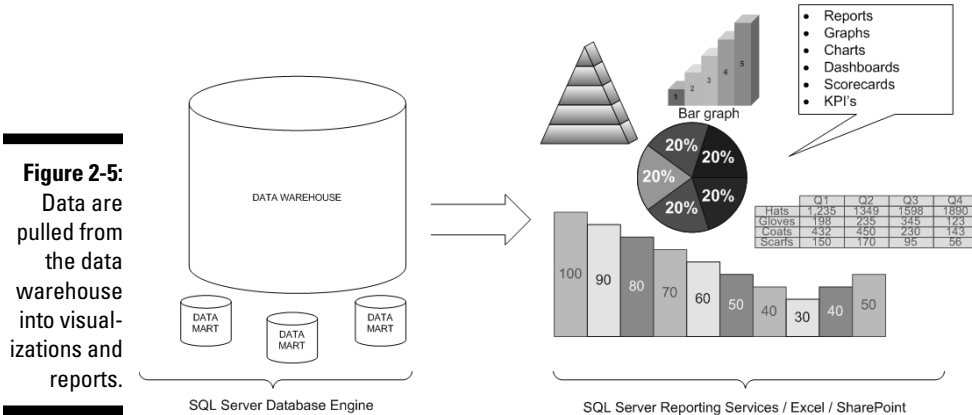 Figure 2-5:
Data are
pulled from
the data
warehouse
into visual-
izations and
reports.
DATA WAREHOUSE
DATA
MART
DATA
MART
DATA
MART
SQL Server Database Engine
1
2
3
4
5
Bar graph
• Reports
• Graphs
• Charts
• Dashboards
• Scorecards
• KPI's
20%
20%
20%
20%
20%
Q1 Q2 Q3 Q4
Hats 1,235 1349 1598 1890
Gloves 198 235 345 123
Coats 432 450 230 143
Scarfs 150 170 95 56
100
90
80
70
60
50
40
30
40
50
SQL Server Reporting Services / Excel / SharePoint